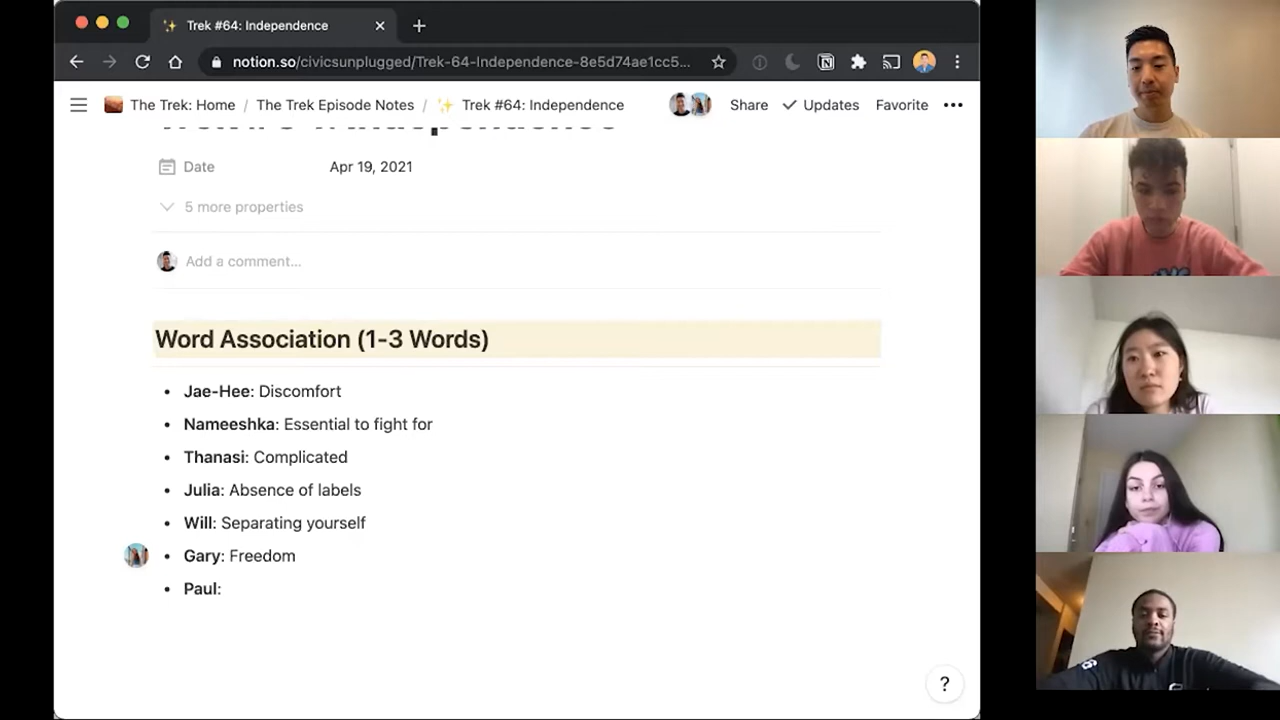 Trek #64: Independence
notion.so/civicsunplugged/Trek-64-Independence-8e5d74ae1cc5...
The Trek: Home / The Trek Episode Notes / Trek #64: Independence Share Updates Favorite
Date Apr 19, 2021
5 more properties
Add a comment...
Word Association (1-3 Words)
Jae-Hee: Discomfort
Nameeshka: Essential to fight for
Thanasi: Complicated
Julia: Absence of labels
Will: Separating yourself
Gary: Freedom
Paul:
?